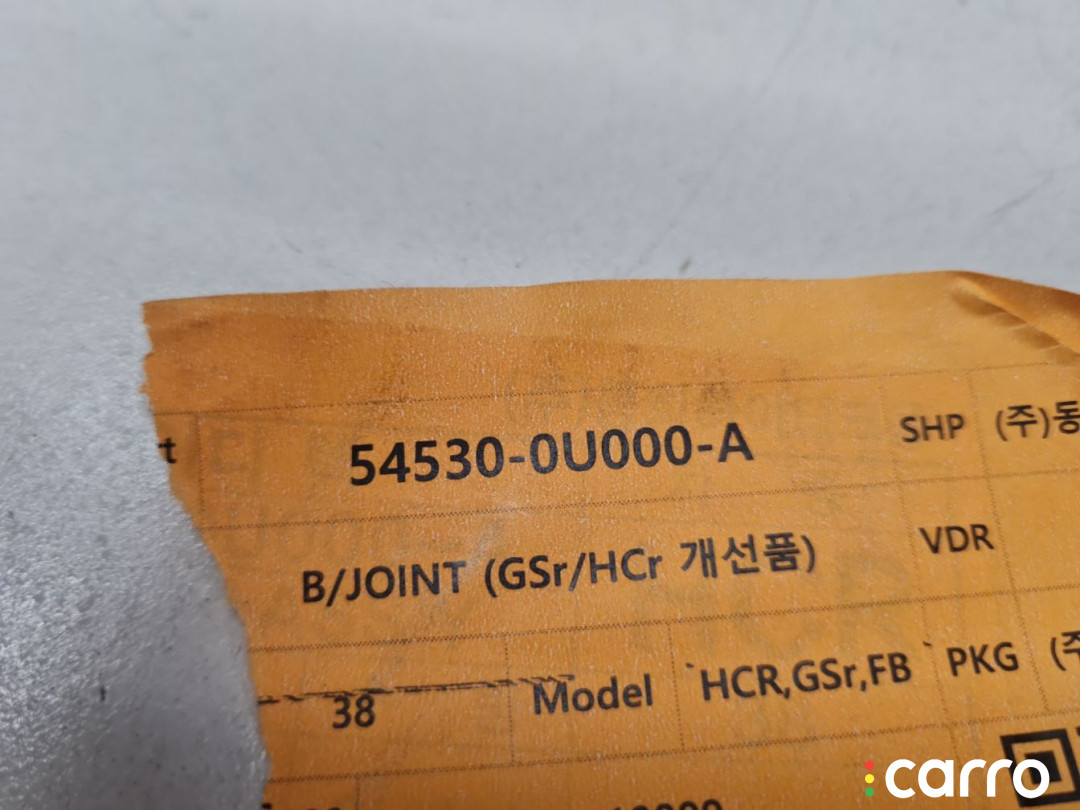 54530-0U000-A SHP (주)동
B/JOINT (GSr/HCr 개선품) VDR
38 Model `HCR,GSr,FB` PKG (주
carro